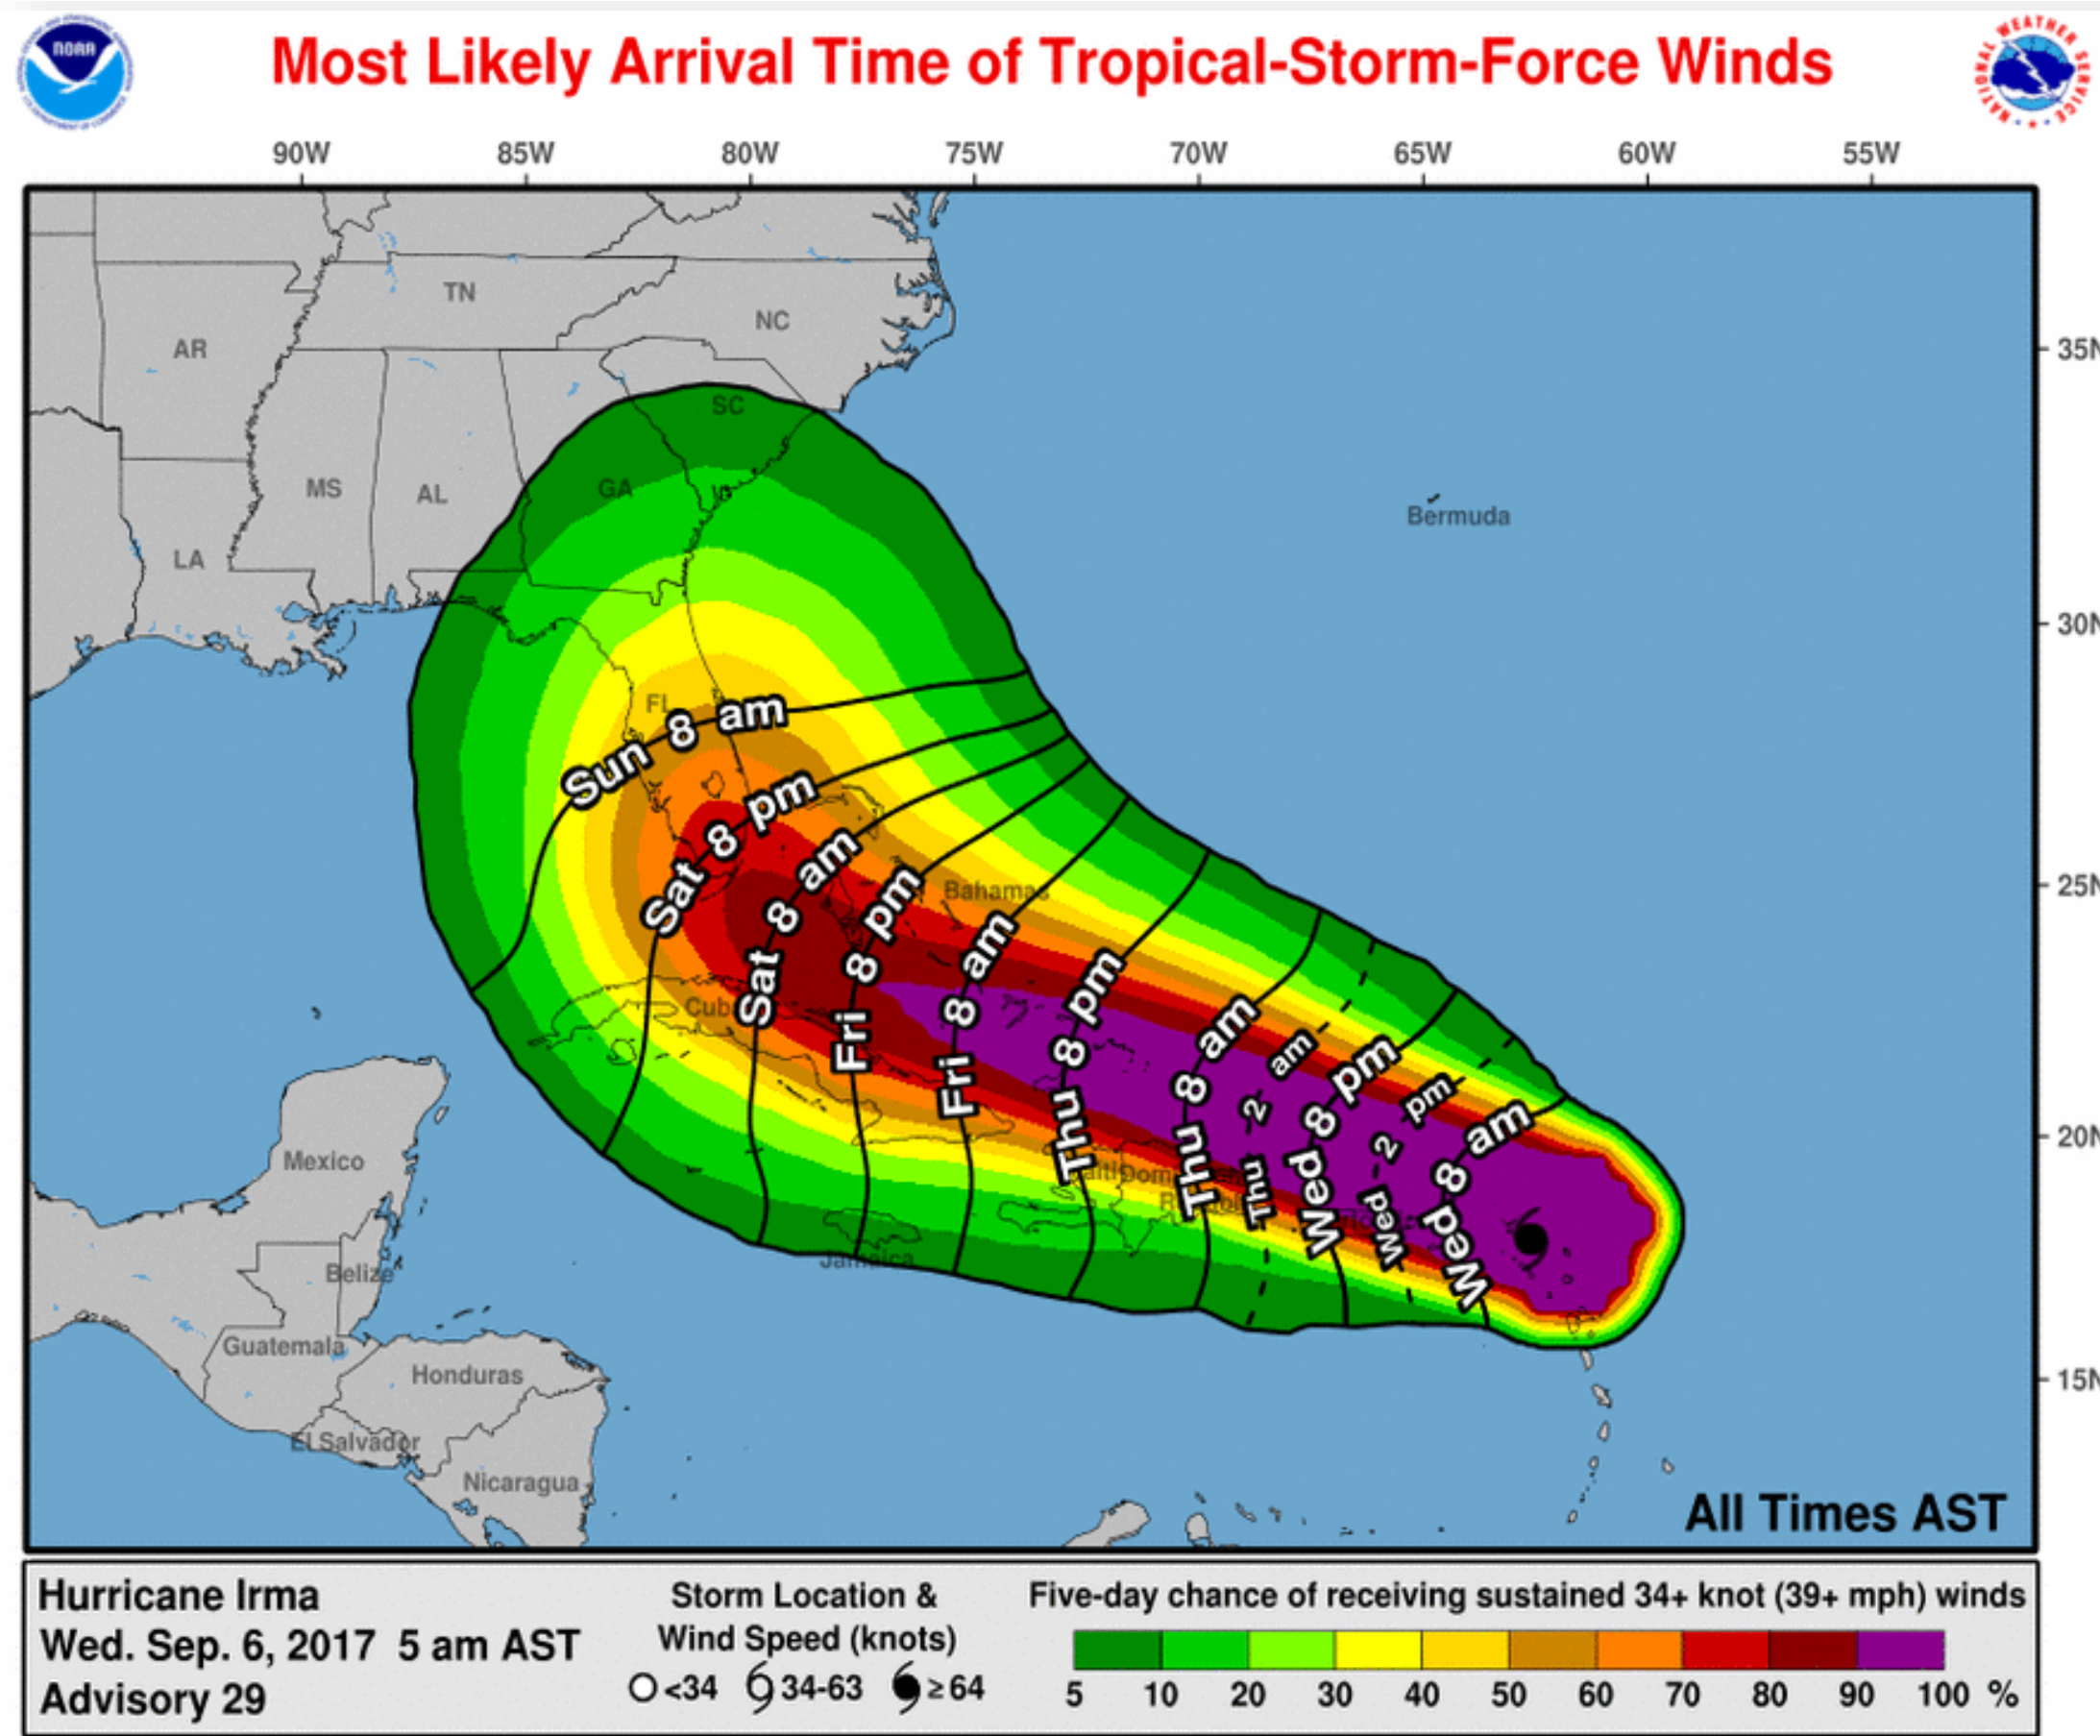 NOAA
Most Likely Arrival Time of Tropical-Storm-Force Winds
NATIONAL WEATHER SERVICE
90W 85W 80W 75W 70W 65W 60W 55W
TN
NC
AR
35N
SC
MS AL GA
Bermuda
LA
30N
FL
Sun 8 am
Sat 8 pm
Sat 8 am
Fri 8 pm
Fri 8 am
Thu 8 pm
Thu 8 am
Thu 2 am
Wed 8 pm
Wed 2 pm
Wed 8 am
Bahamas
25N
Cuba
20N
Mexico
Jamaica
Belize
Guatemala
Honduras
15N
El Salvador
Nicaragua
All Times AST
Hurricane Irma
Wed. Sep. 6, 2017 5 am AST
Advisory 29
Storm Location &
Wind Speed (knots)
<34 34-63 ≥64
Five-day chance of receiving sustained 34+ knot (39+ mph) winds
5 10 20 30 40 50 60 70 80 90 100 %